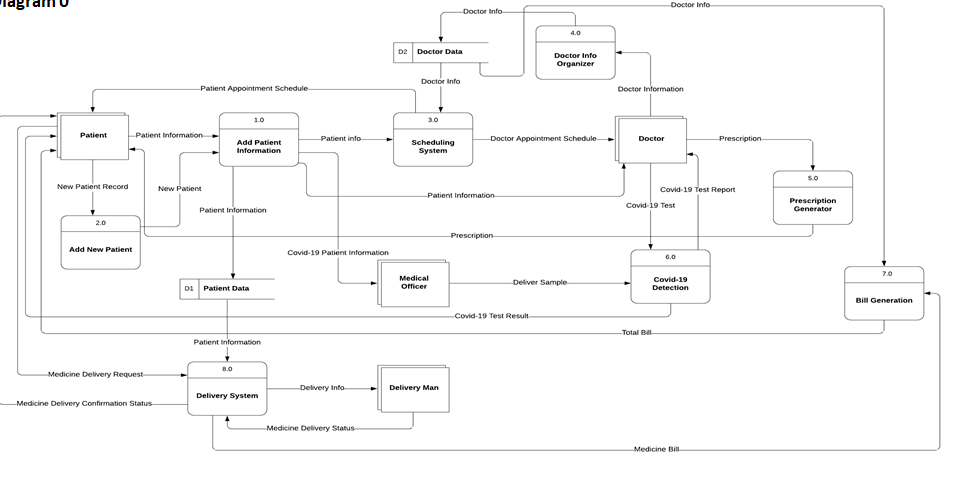 Diagram 0
Doctor Info
Doctor Info
4.0
Doctor Info
Organizer
D2
Doctor Data
Doctor Info
Doctor Information
Patient Appointment Schedule
Patient
Patient Information
1.0
Add Patient
Information
Patient info
3.0
Scheduling
System
Doctor Appointment Schedule
Doctor
Prescription
5.0
Prescription
Generator
New Patient Record
New Patient
Patient Information
Patient Information
Covid-19 Test Report
Covid-19 Test
2.0
Add New Patient
Prescription
Covid-19 Patient Information
6.0
Covid-19
Detection
7.0
Bill Generation
D1
Patient Data
Medical
Officer
Deliver Sample
Covid-19 Test Result
Total Bill
Patient Information
8.0
Delivery System
Medicine Delivery Request
Delivery Info
Delivery Man
Medicine Delivery Confirmation Status
Medicine Delivery Status
Medicine Bill